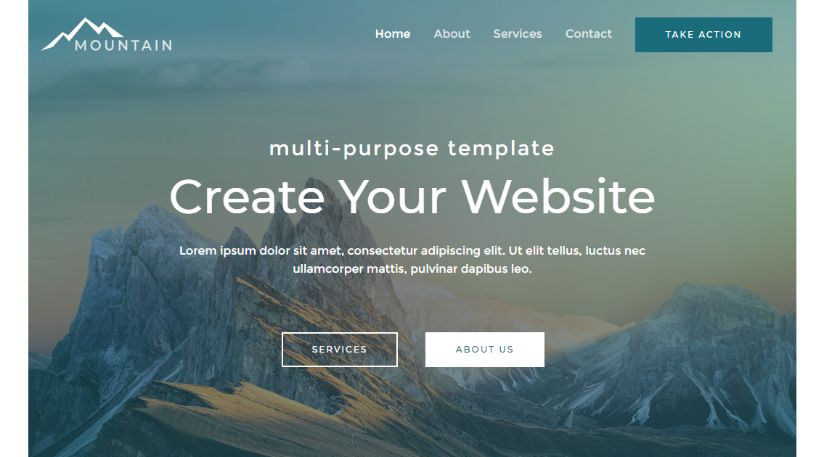 MOUNTAIN
Home About Services Contact TAKE ACTION
multi-purpose template
Create Your Website
Lorem ipsum dolor sit amet, consectetur adipiscing elit. Ut elit tellus, luctus nec
ullamcorper mattis, pulvinar dapibus leo.
SERVICES ABOUT US